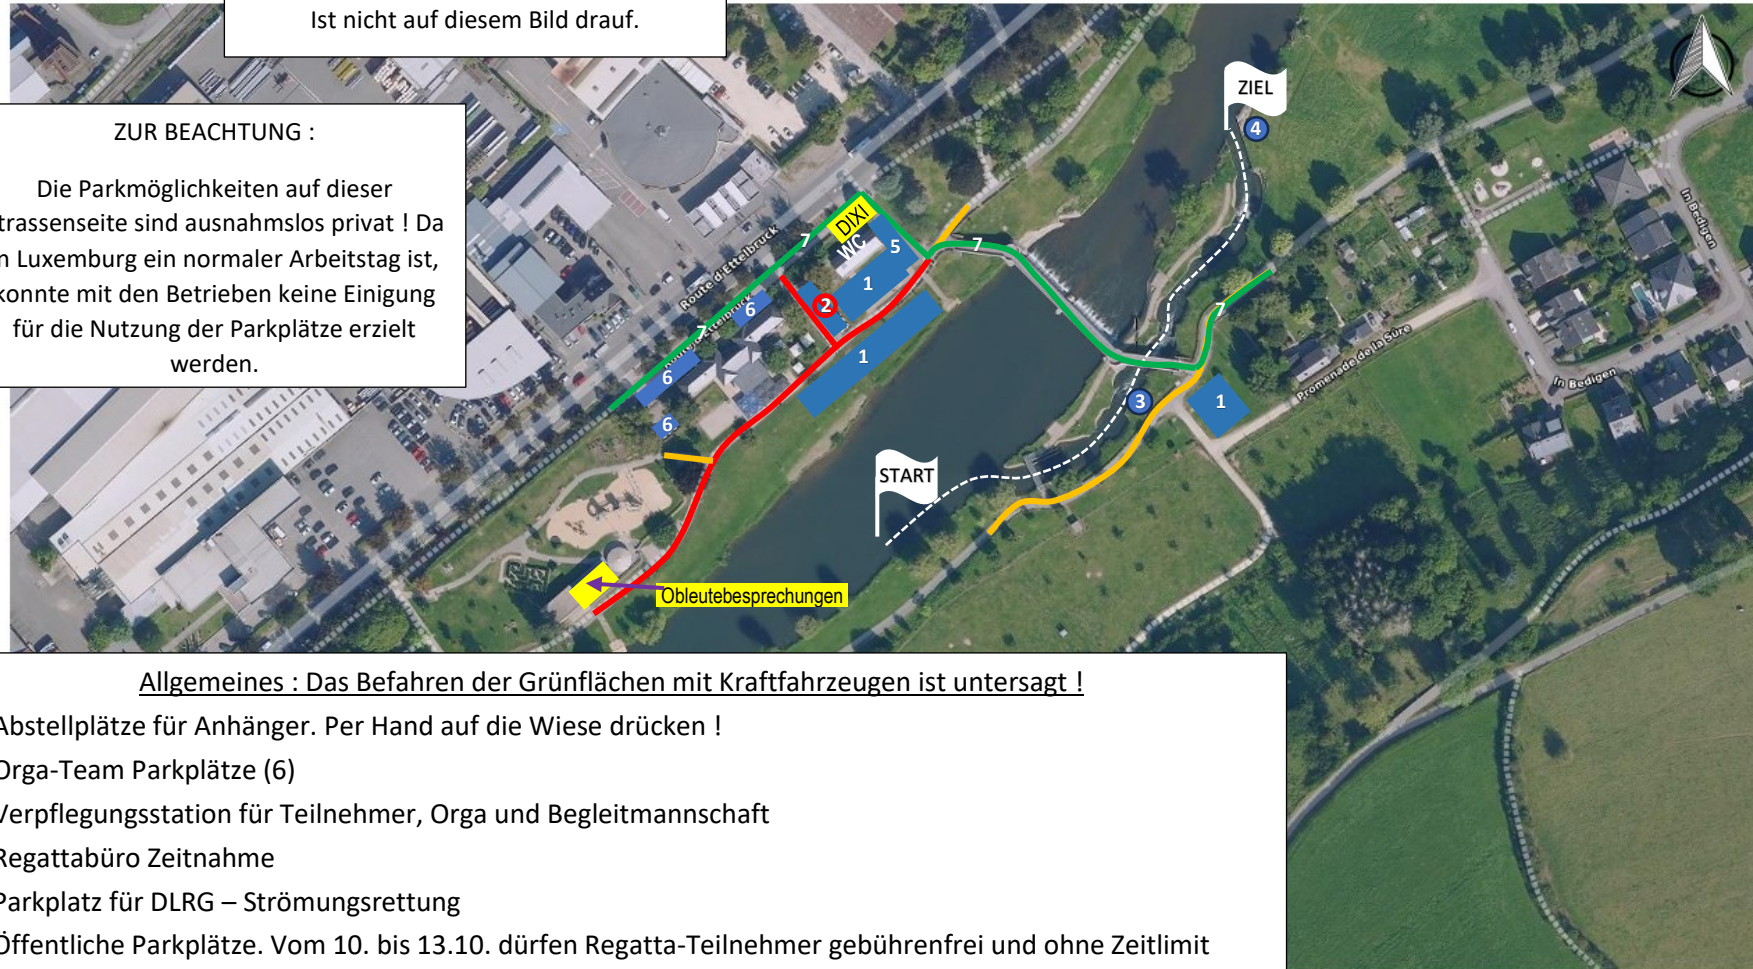 Ist nicht auf diesem Bild drauf.
ZUR BEACHTUNG :
Die Parkmöglichkeiten auf dieser
trassenseite sind ausnahmslos privat ! Da
n Luxemburg ein normaler Arbeitstag ist,
konnte mit den Betrieben keine Einigung
für die Nutzung der Parkplätze erzielt
werden.
ZIEL
4
DIXI
WC
5
7
7
1
2
6
Route d'Ettelbruck
7
Route d'Ettelbruck
1
6
7
6
3
1
Promenade de la Sûre
In Bedigen
In Bedigen
START
Obleutebesprechungen
Allgemeines : Das Befahren der Grünflächen mit Kraftfahrzeugen ist untersagt !
Abstellplätze für Anhänger. Per Hand auf die Wiese drücken !
Orga-Team Parkplätze (6)
Verpflegungsstation für Teilnehmer, Orga und Begleitmannschaft
Regattabüro Zeitnahme
Parkplatz für DLRG – Strömungsrettung
Öffentliche Parkplätze. Vom 10. bis 13.10. dürfen Regatta-Teilnehmer gebührenfrei und ohne Zeitlimit